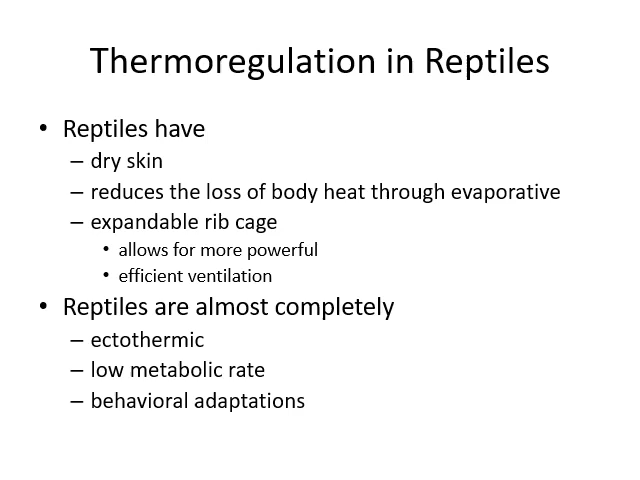 Thermoregulation in Reptiles
• Reptiles have
– dry skin
– reduces the loss of body heat through evaporative
– expandable rib cage
• allows for more powerful
• efficient ventilation
• Reptiles are almost completely
– ectothermic
– low metabolic rate
– behavioral adaptations